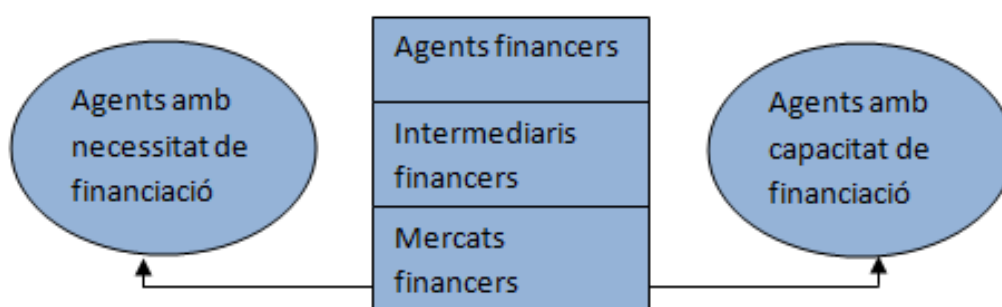 Agents amb
necessitat de
financiació
Agents financers
Intermediaris
financers
Mercats
financers
Agents amb
capacitat de
financiació